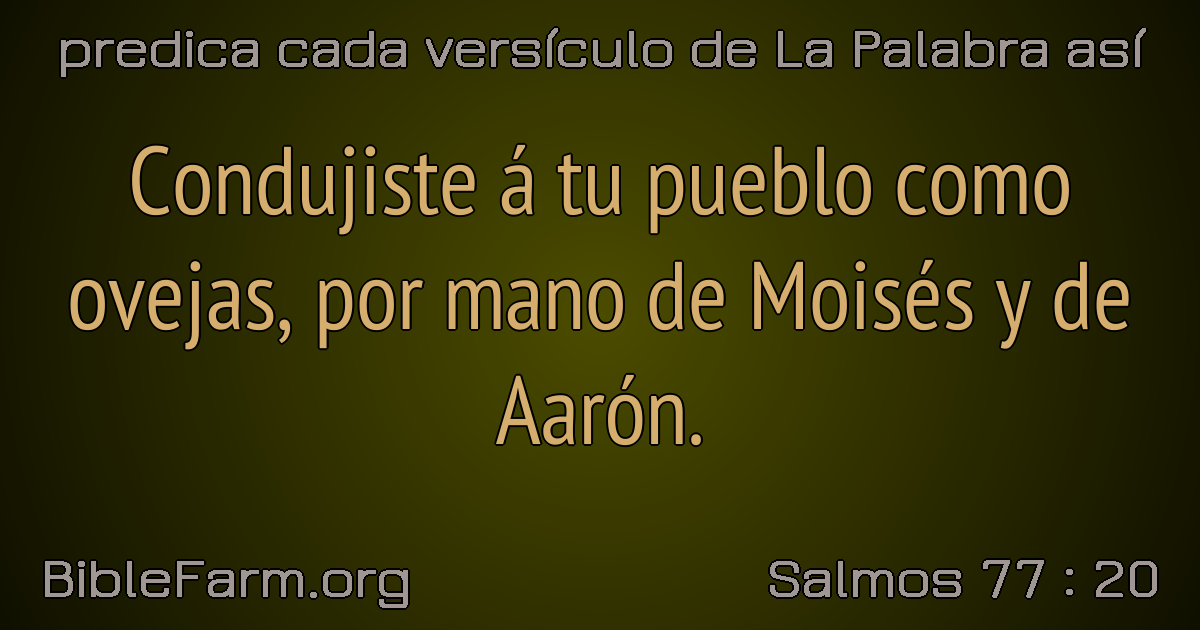 predica cada versículo de La Palabra así
Condujiste á tu pueblo como
ovejas, por mano de Moisés y de
Aarón.
BibleFarm.org
Salmos 77 : 20